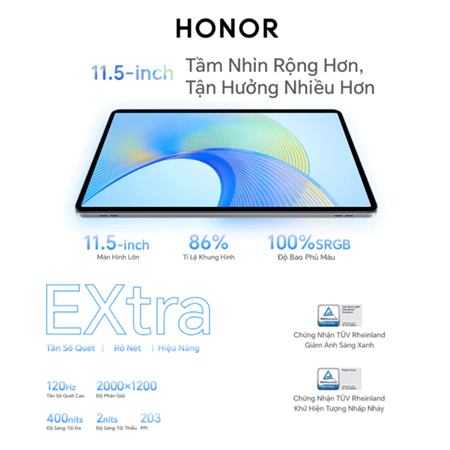 HONOR
11.5-inch
Tầm Nhìn Rộng Hơn,
Tận Hưởng Nhiều Hơn
11.5-inch 86% 100%SRGB
Màn Hình Lớn Tỉ Lệ Khung Hình Độ Bao Phủ Màu
EXtra
Tần Số Quét | Rõ Nét | Hiệu Năng
120Hz 2000×1200
Tần Số Quét Cao Độ Phân Giải
400nits 2nits 203
Độ Sáng Tối Đa Độ Sáng Tối Thiểu PPI
Chứng Nhận TÜV Rheinland
Giảm Ánh Sáng Xanh
Chứng Nhận TÜV Rheinland
Khử Hiện Tượng Nhấp Nháy